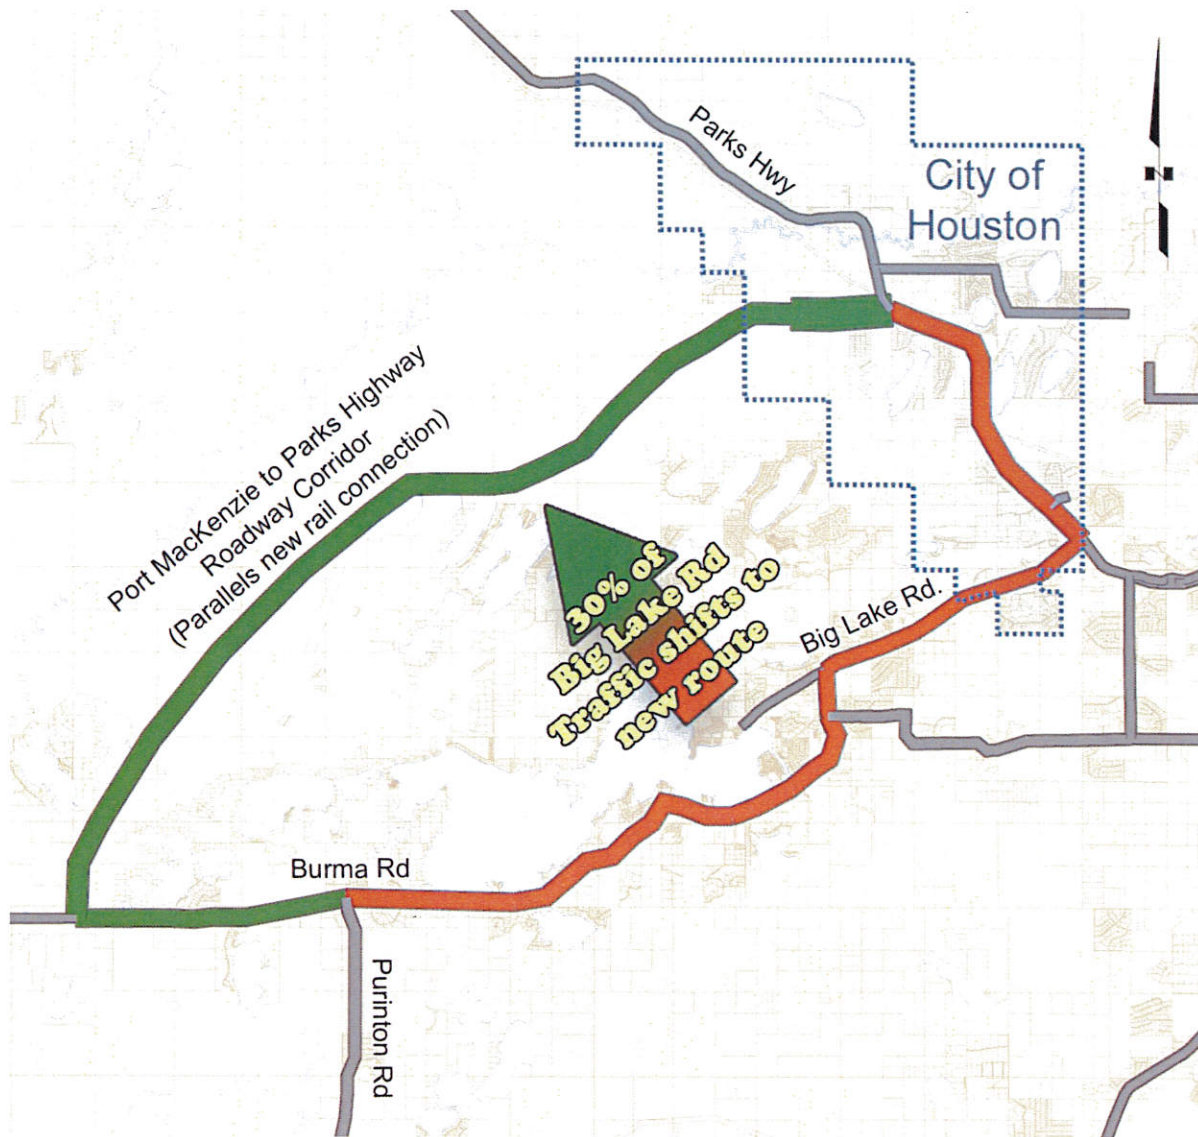 Parks Hwy
City of
Houston
N
Port MacKenzie to Parks Highway
Roadway Corridor
(Parallels new rail connection)
30% of
Big Lake Rd
Traffic shifts to
new route
Big Lake Rd.
Burma Rd
Purinton Rd